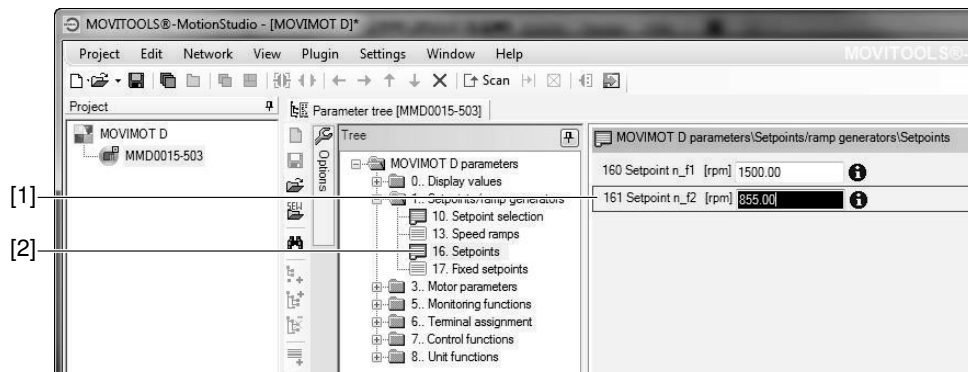 MOVITOOLS®-MotionStudio - [MOVIMOT D]*
Project Edit Network View Plugin Settings Window Help
MOVITOOLS®-
Scan
Project
Parameter tree [MMD0015-503]
MOVIMOT D
MMD0015-503
Options
Tree
MOVIMOT D parameters
0.. Display values
1.. Setpoints/ramp generators
10. Setpoint selection
13. Speed ramps
16. Setpoints
17. Fixed setpoints
3.. Motor parameters
5.. Monitoring functions
6.. Terminal assignment
7.. Control functions
8.. Unit functions
MOVIMOT D parameters\Setpoints/ramp generators\Setpoints
160 Setpoint n_f1 [rpm] 1500.00
161 Setpoint n_f2 [rpm] 855.00
[1]
[2]
SEW